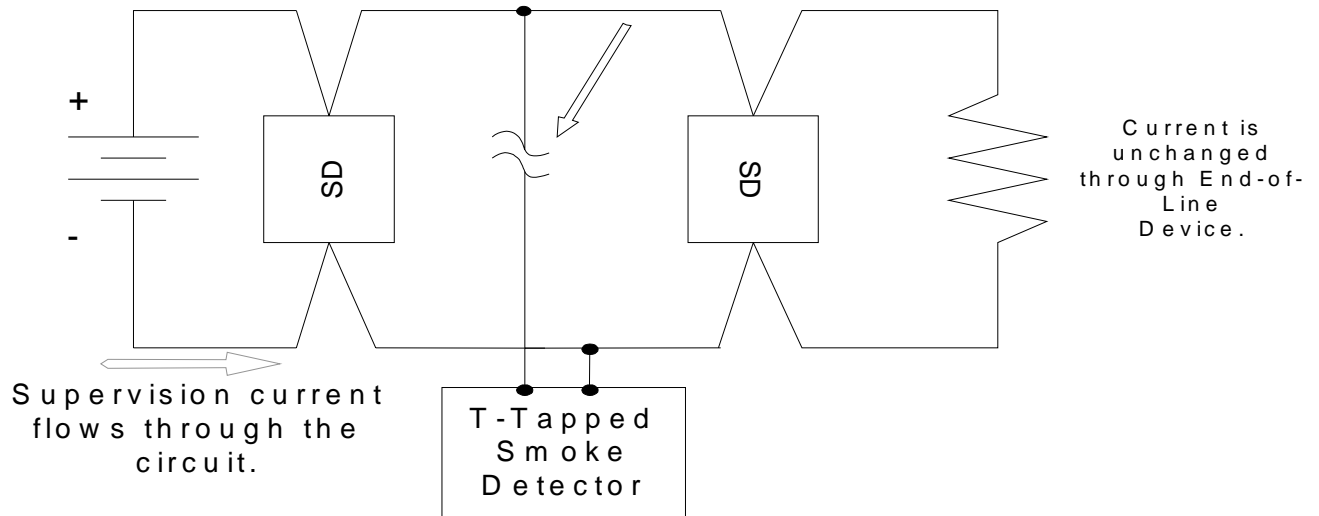 +
-
SD
SD
Current is
unchanged
through End-of-
Line
Device.
Supervision current
flows through the
circuit.
T-Tapped
Smoke
Detector